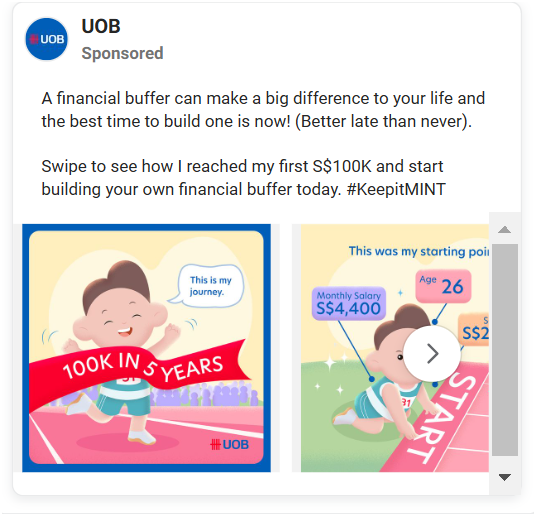 UOB
UOB
Sponsored
A financial buffer can make a big difference to your life and
the best time to build one is now! (Better late than never).
Swipe to see how I reached my first S$100K and start
building your own financial buffer today. #KeepitMINT
This is my
journey.
100K IN 5 YEARS
31
UOB
This was my starting poi
Age 26
Monthly Salary
S$4,400
S
S$2
31
START